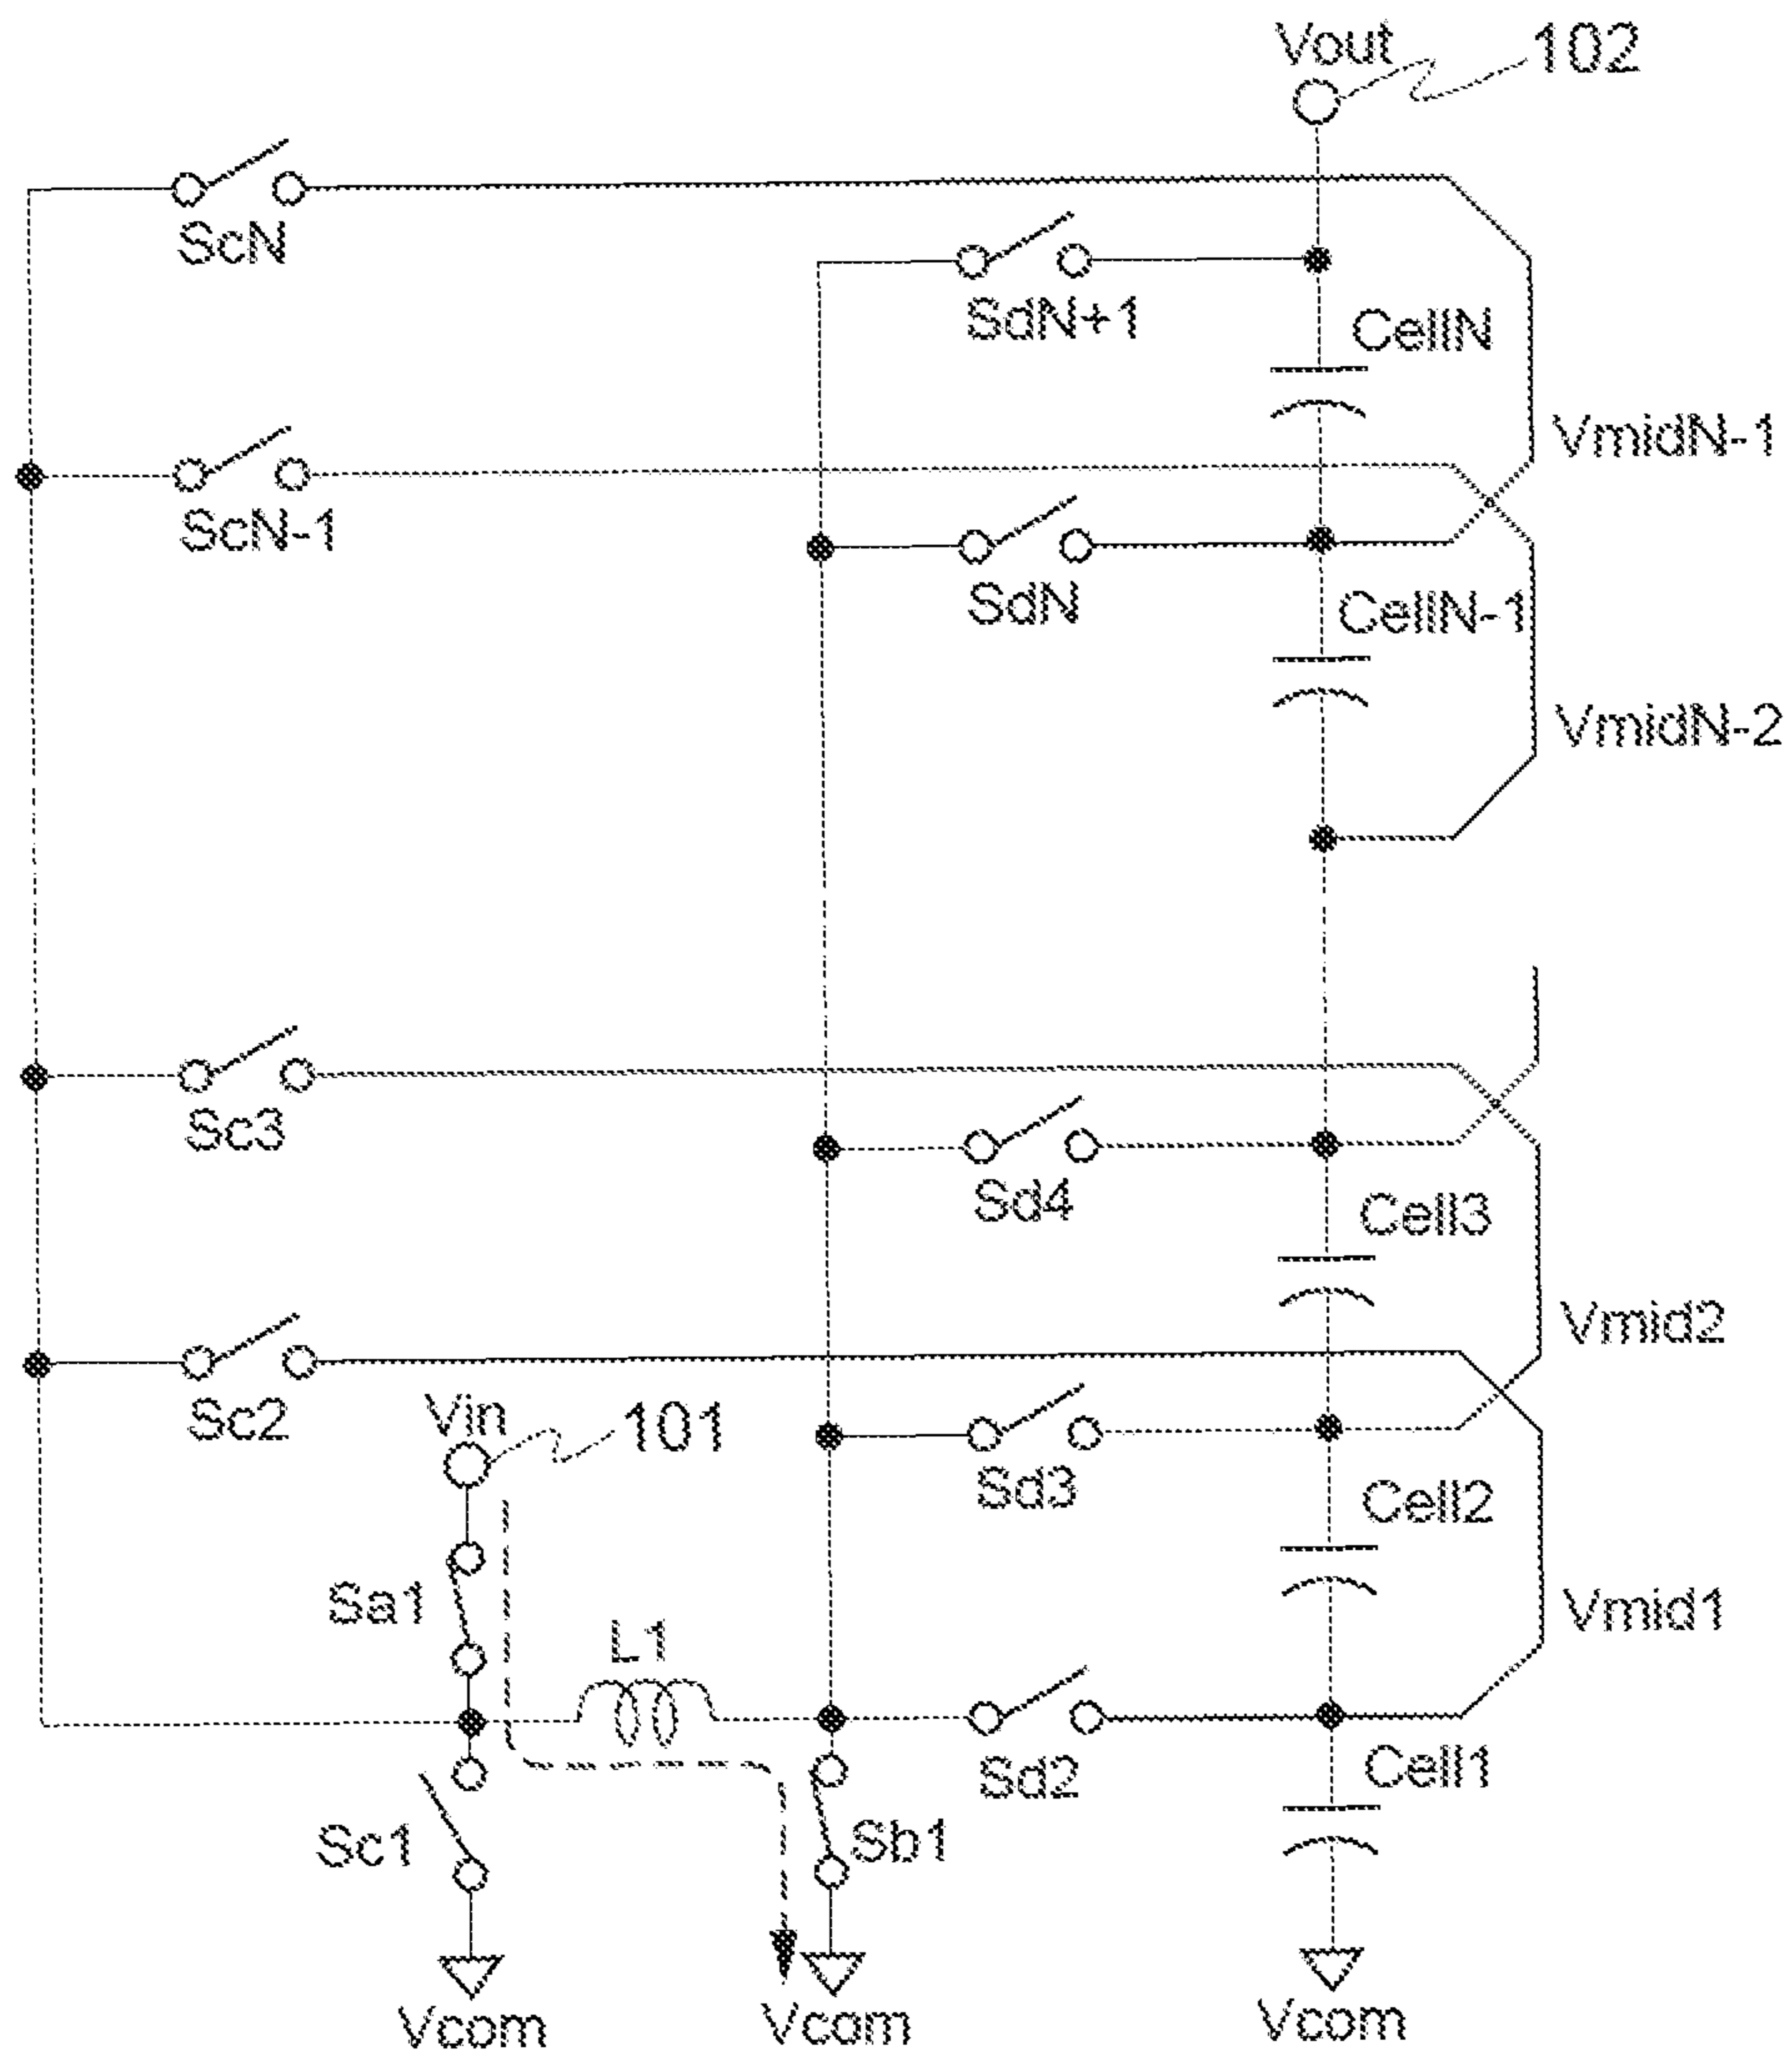 Vout
102
ScN
SdN+1
CellN
VmidN-1
ScN-1
SdN
CellN-1
VmidN-2
Sc3
Sd4
Cell3
Vmid2
Sc2
Vin
101
Sd3
Cell2
Sa1
L1
Vmid1
Sd2
Cell1
Sc1
Sb1
Vcom
Vcom
Vcom